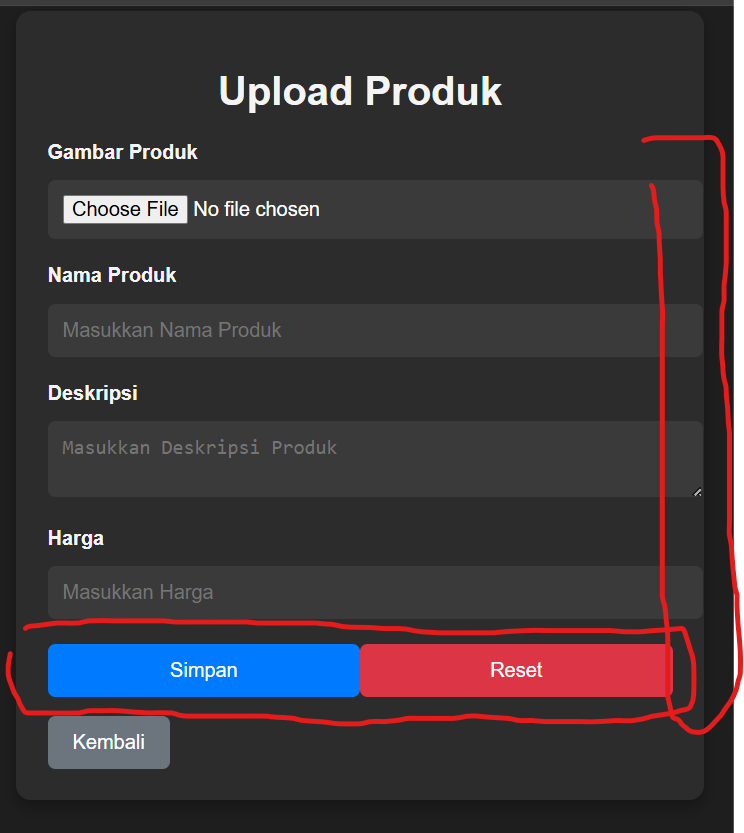 Upload Produk
Gambar Produk
Choose File No file chosen
Nama Produk
Masukkan Nama Produk
Deskripsi
Masukkan Deskripsi Produk
Harga
Masukkan Harga
Simpan Reset
Kembali